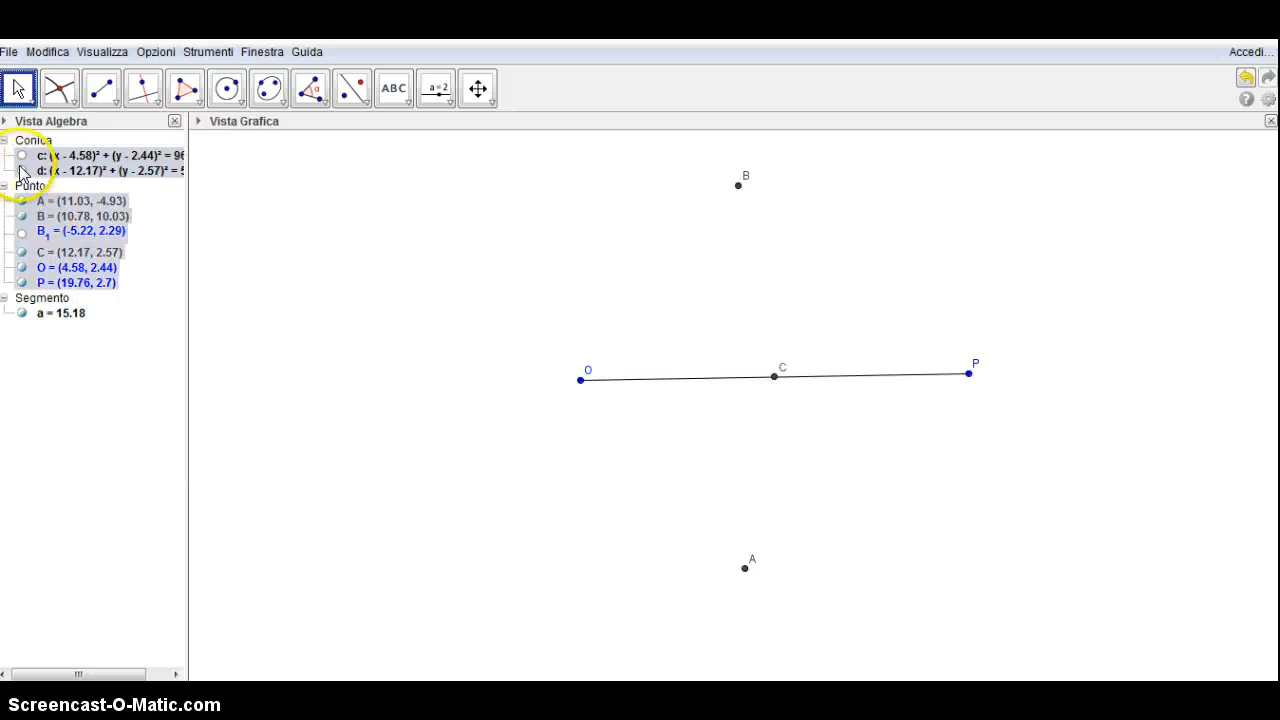 File Modifica Visualizza Opzioni Strumenti Finestra Guida Accedi...
α ABC a=2
Vista Algebra
Vista Grafica
Conica
c: (x - 4.58)² + (y - 2.44)² = 96
d: (x - 12.17)² + (y - 2.57)² = 5
Punto
A = (11.03, -4.93)
B = (10.78, 10.03)
B1 = (-5.22, 2.29)
C = (12.17, 2.57)
O = (4.58, 2.44)
P = (19.76, 2.7)
Segmento
a = 15.18
B
O
C
P
A
Screencast-O-Matic.com